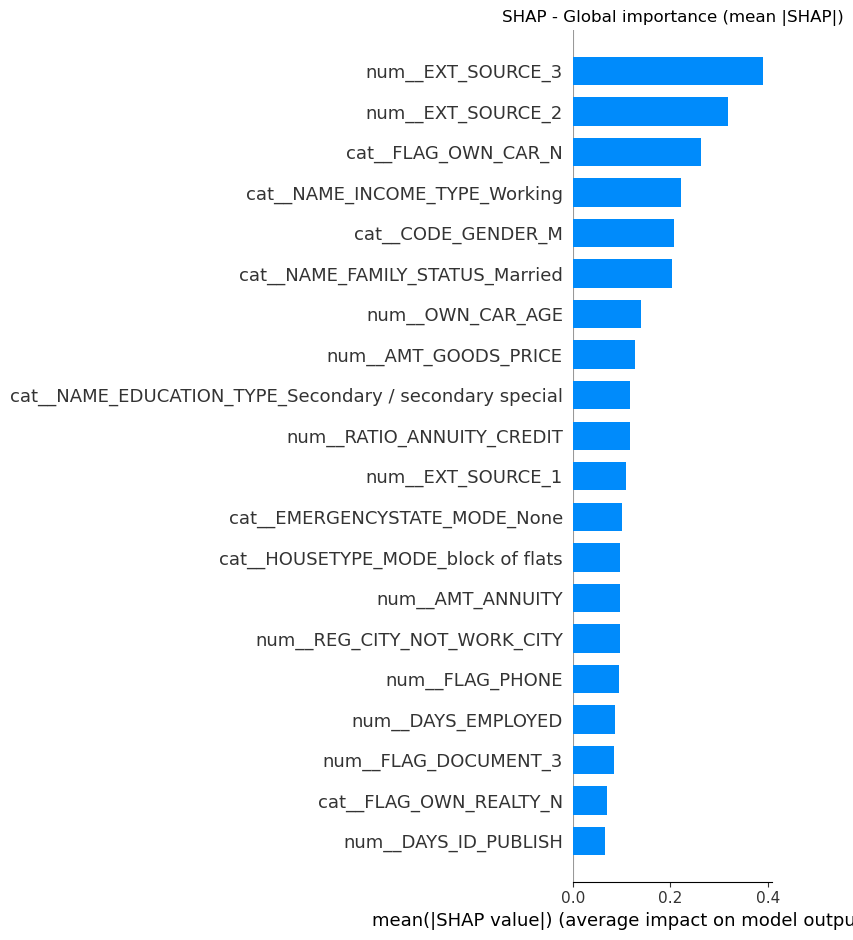 SHAP - Global importance (mean |SHAP|)
num__EXT_SOURCE_3
num__EXT_SOURCE_2
cat__FLAG_OWN_CAR_N
cat__NAME_INCOME_TYPE_Working
cat__CODE_GENDER_M
cat__NAME_FAMILY_STATUS_Married
num__OWN_CAR_AGE
num__AMT_GOODS_PRICE
cat__NAME_EDUCATION_TYPE_Secondary / secondary special
num__RATIO_ANNUITY_CREDIT
num__EXT_SOURCE_1
cat__EMERGENCYSTATE_MODE_None
cat__HOUSETYPE_MODE_block of flats
num__AMT_ANNUITY
num__REG_CITY_NOT_WORK_CITY
num__FLAG_PHONE
num__DAYS_EMPLOYED
num__FLAG_DOCUMENT_3
cat__FLAG_OWN_REALTY_N
num__DAYS_ID_PUBLISH
0.0 0.2 0.4
mean(|SHAP value|) (average impact on model outpu